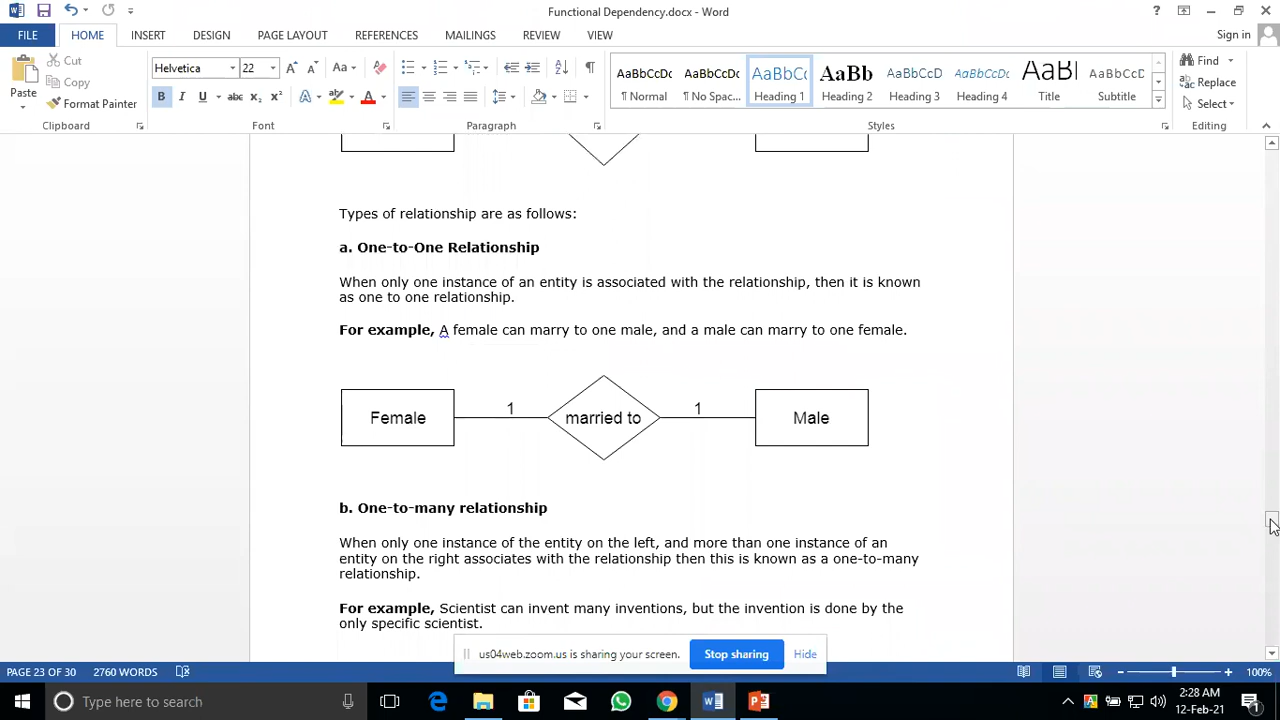 Functional Dependency.docx - Word
?
FILE HOME INSERT DESIGN PAGE LAYOUT REFERENCES MAILINGS REVIEW VIEW Sign in
Paste
Cut
Copy
Format Painter
Helvetica 22
Aa
B I U abc x₂ x² A A
AaBbCcDc AaBbCcDc AaBbCc AaBb AaBbCcD AaBbCcD AaB AaBbCcD
¶ Normal ¶ No Spac... Heading 1 Heading 2 Heading 3 Heading 4 Title Subtitle
Find
Replace
Select
Clipboard Font Paragraph Styles Editing
Types of relationship are as follows:
a. One-to-One Relationship
When only one instance of an entity is associated with the relationship, then it is known
as one to one relationship.
For example, A female can marry to one male, and a male can marry to one female.
Female 1 married to 1 Male
b. One-to-many relationship
When only one instance of the entity on the left, and more than one instance of an
entity on the right associates with the relationship then this is known as a one-to-many
relationship.
For example, Scientist can invent many inventions, but the invention is done by the
only specific scientist.
us04web.zoom.us is sharing your screen. Stop sharing Hide
PAGE 23 OF 30 2760 WORDS 100%
Type here to search
2:28 AM
12-Feb-21